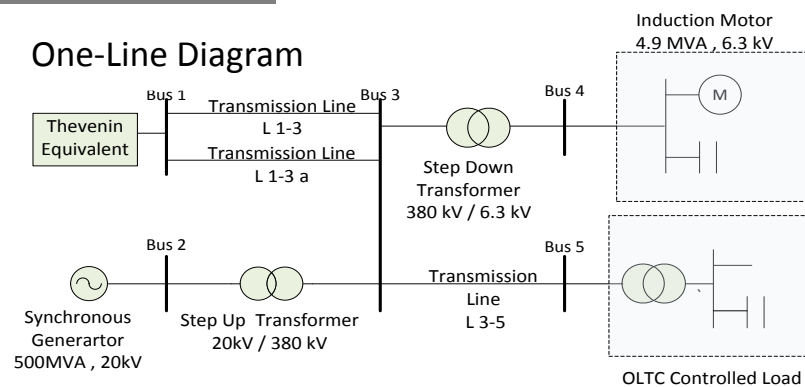 Induction Motor
4.9 MVA , 6.3 kV
One-Line Diagram
Bus 1
Transmission Line
Bus 3
Bus 4
M
L 1-3
Thevenin
Equivalent
Transmission Line
L 1-3 a
Step Down
Transformer
380 kV / 6.3 kV
Bus 2
Bus 5
Transmission
Line
L 3-5
Synchronous
Generartor
500MVA , 20kV
Step Up Transformer
20kV / 380 kV
OLTC Controlled Load